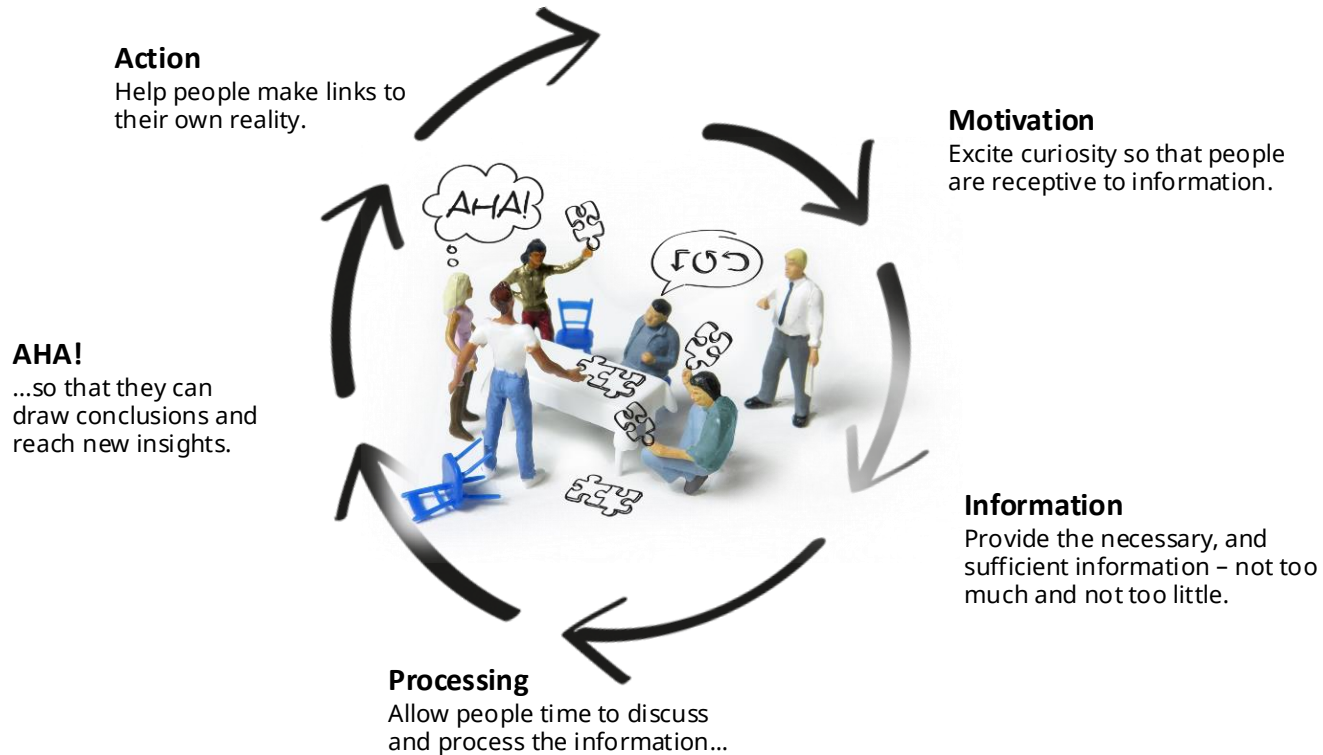 Action
Help people make links to
their own reality.
Motivation
Excite curiosity so that people
are receptive to information.
AHA!
AHA!
...so that they can
draw conclusions and
reach new insights.
Information
Provide the necessary, and
sufficient information – not too
much and not too little.
Processing
Allow people time to discuss
and process the information...